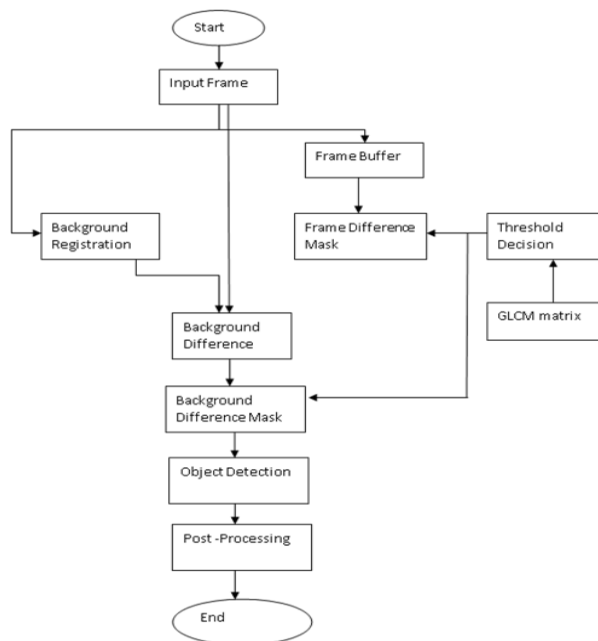 Start
Input Frame
Frame Buffer
Background
Registration
Frame Difference
Mask
Threshold
Decision
GLCM matrix
Background
Difference
Background
Difference Mask
Object Detection
Post -Processing
End